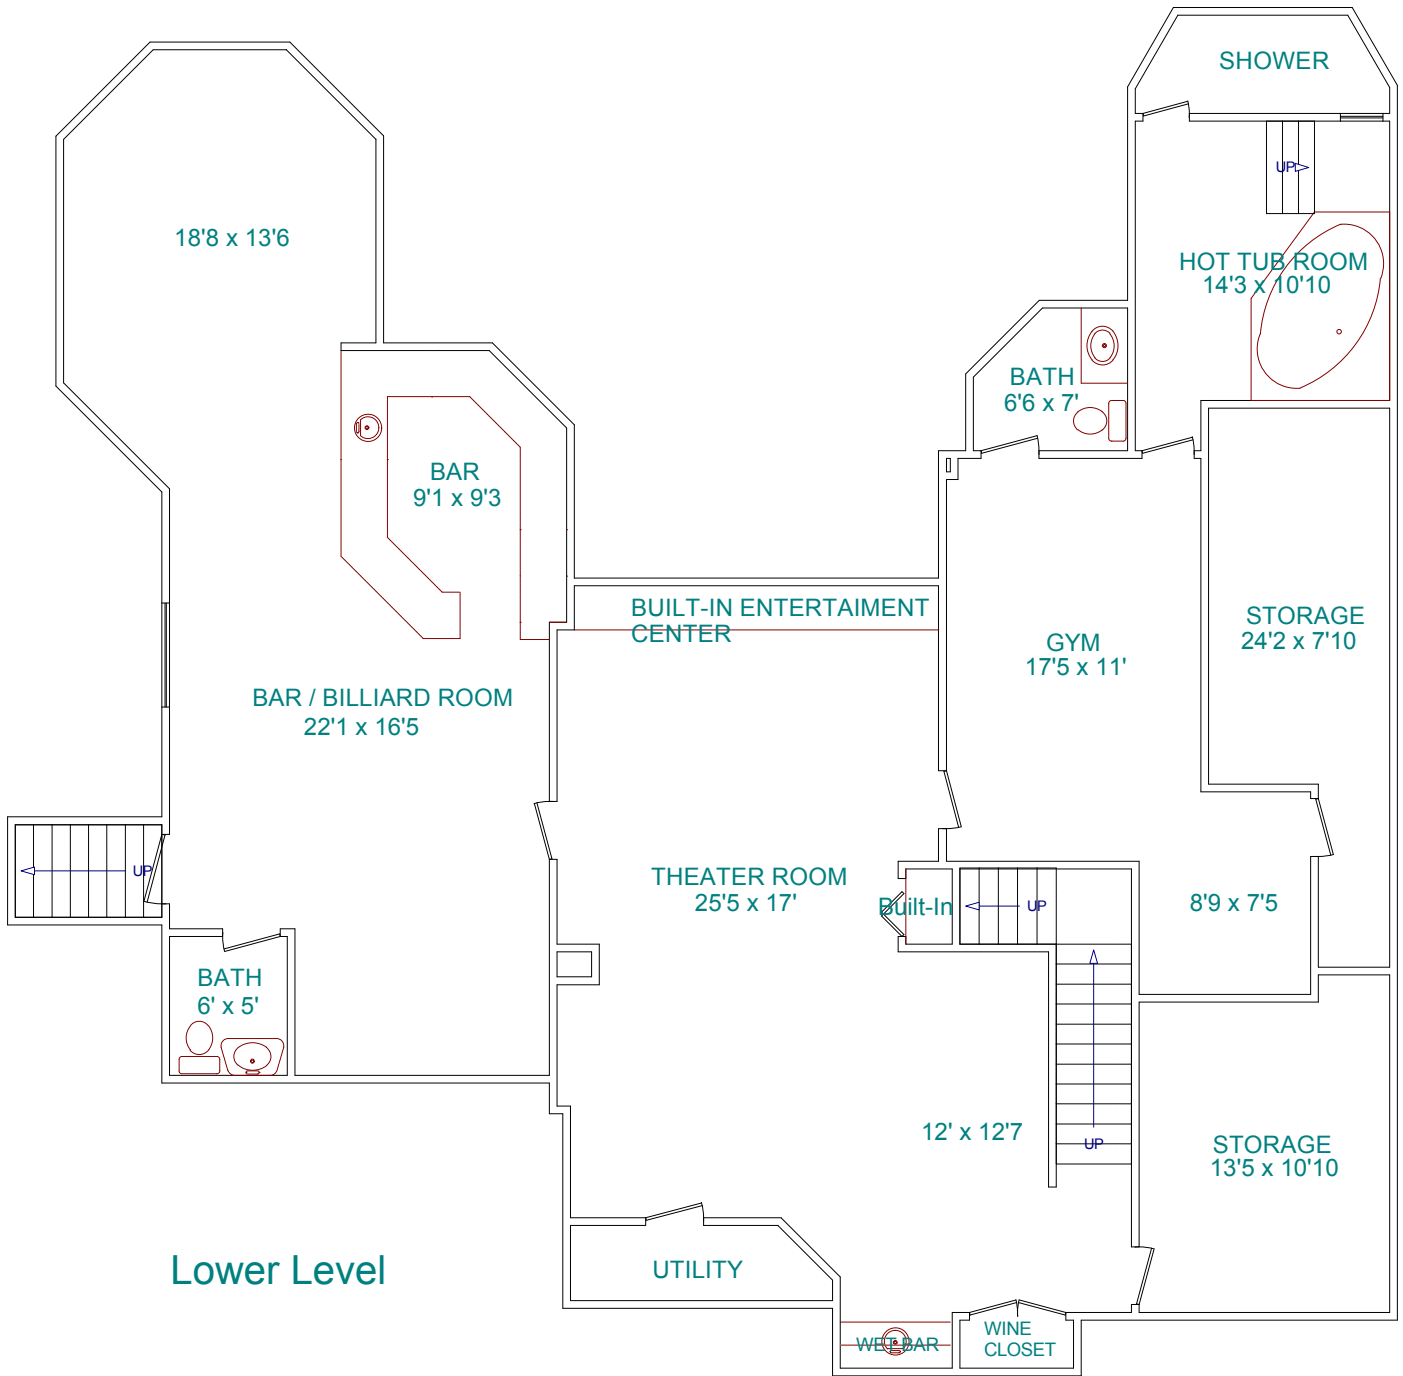 SHOWER
UP
18'8 x 13'6
HOT TUB ROOM
14'3 x 10'10
BATH
6'6 x 7'
BAR
9'1 x 9'3
BUILT-IN ENTERTAIMENT
CENTER
STORAGE
24'2 x 7'10
GYM
17'5 x 11'
BAR / BILLIARD ROOM
22'1 x 16'5
UP
THEATER ROOM
25'5 x 17'
Built-In
UP
8'9 x 7'5
BATH
6' x 5'
12' x 12'7
UP
STORAGE
13'5 x 10'10
Lower Level
UTILITY
WET BAR
WINE
CLOSET